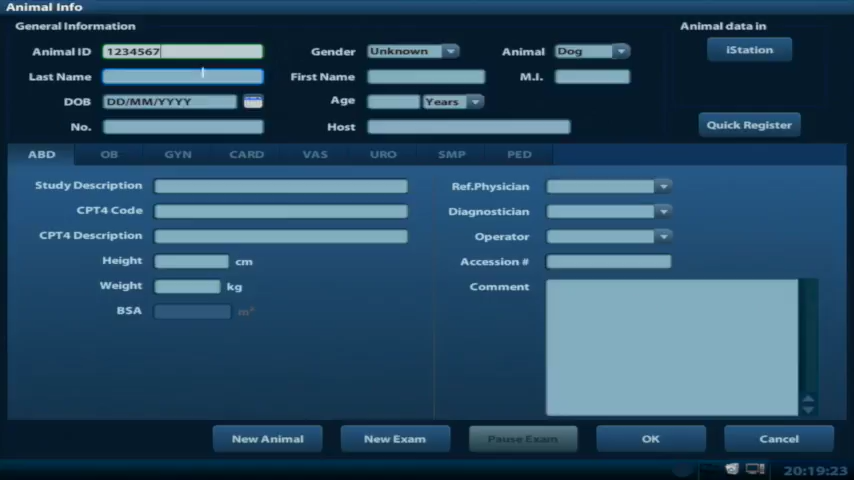 Animal Info
General Information
Animal data in
Animal ID 1234567 Gender Unknown Animal Dog
iStation
Last Name First Name M.I.
DOB DD/MM/YYYY Age Years
No. Host
Quick Register
ABD OB GYN CARD VAS URO SMP PED
Study Description Ref.Physician
CPT4 Code Diagnostician
CPT4 Description Operator
Height cm Accession #
Weight kg Comment
BSA m²
New Animal New Exam Pause Exam OK Cancel
20:19:23